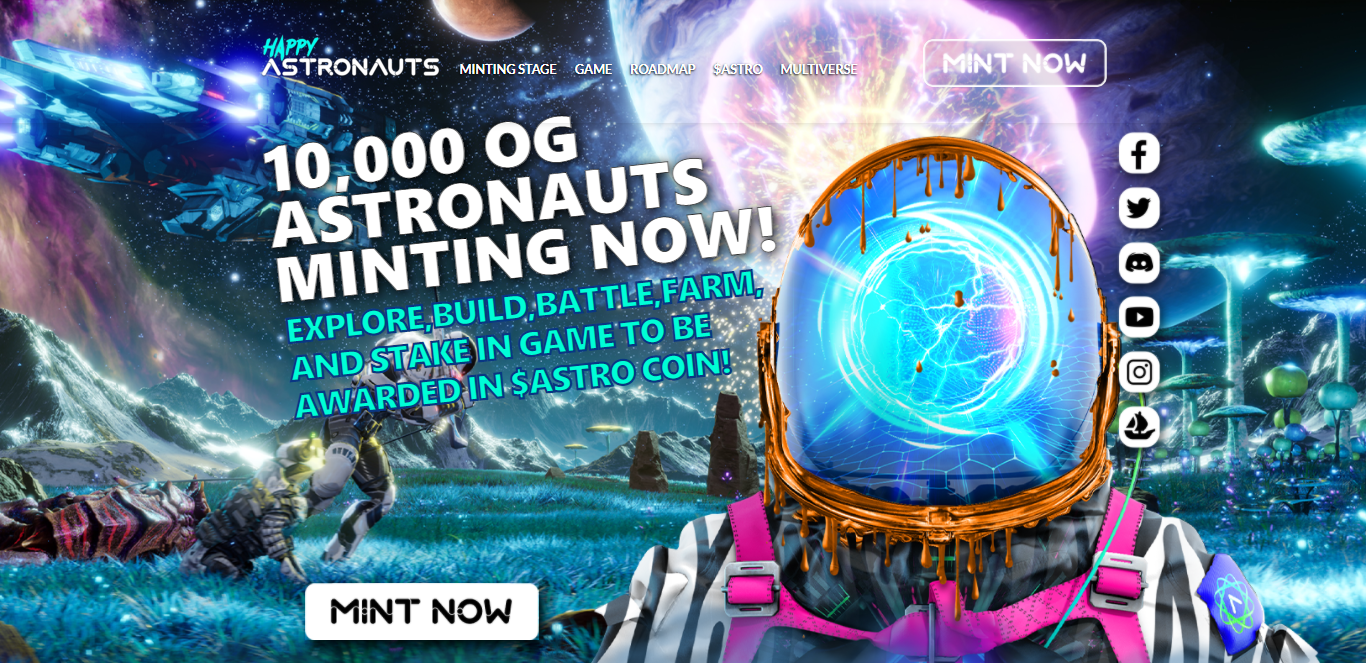 HAPPY
ASTRONAUTS
MINTING STAGE GAME ROADMAP $ASTRO MULTIVERSE
MINT NOW
10,000 OG
ASTRONAUTS
MINTING NOW!
EXPLORE,BUILD,BATTLE,FARM,
AND STAKE IN GAME TO BE
AWARDED IN $ASTRO COIN!
MINT NOW